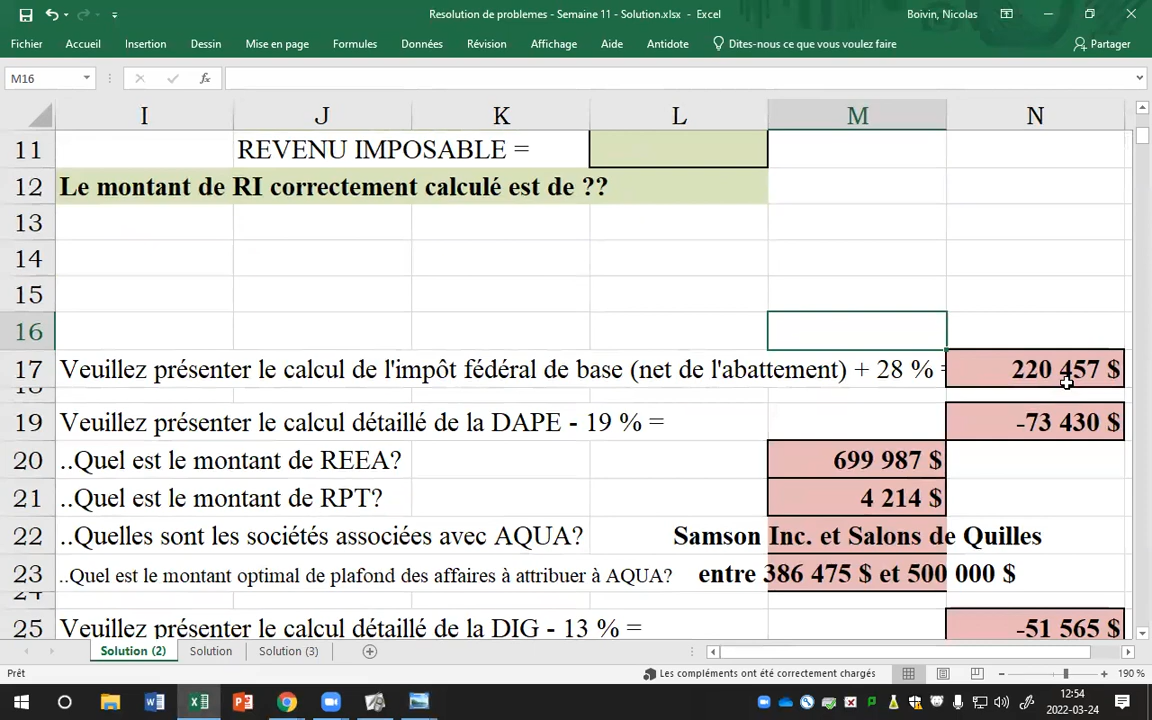 Resolution de problemes - Semaine 11 - Solution.xlsx - Excel
Boivin, Nicolas
Fichier Accueil Insertion Dessin Mise en page Formules Données Révision Affichage Aide Antidote Dites-nous ce que vous voulez faire Partager
M16 fx
I J K L M N
11 REVENU IMPOSABLE =
12 Le montant de RI correctement calculé est de ??
13
14
15
16
17 Veuillez présenter le calcul de l'impôt fédéral de base (net de l'abattement) + 28 % = 220 457 $
18
19 Veuillez présenter le calcul détaillé de la DAPE - 19 % = -73 430 $
20 ..Quel est le montant de REEA? 699 987 $
21 ..Quel est le montant de RPT? 4 214 $
22 ..Quelles sont les sociétés associées avec AQUA? Samson Inc. et Salons de Quilles
23 ..Quel est le montant optimal de plafond des affaires à attribuer à AQUA? entre 386 475 $ et 500 000 $
24
25 Veuillez présenter le calcul détaillé de la DIG - 13 % = -51 565 $
Solution (2) Solution Solution (3)
Prêt Les compléments ont été correctement chargés 190 %
12:54
2022-03-24